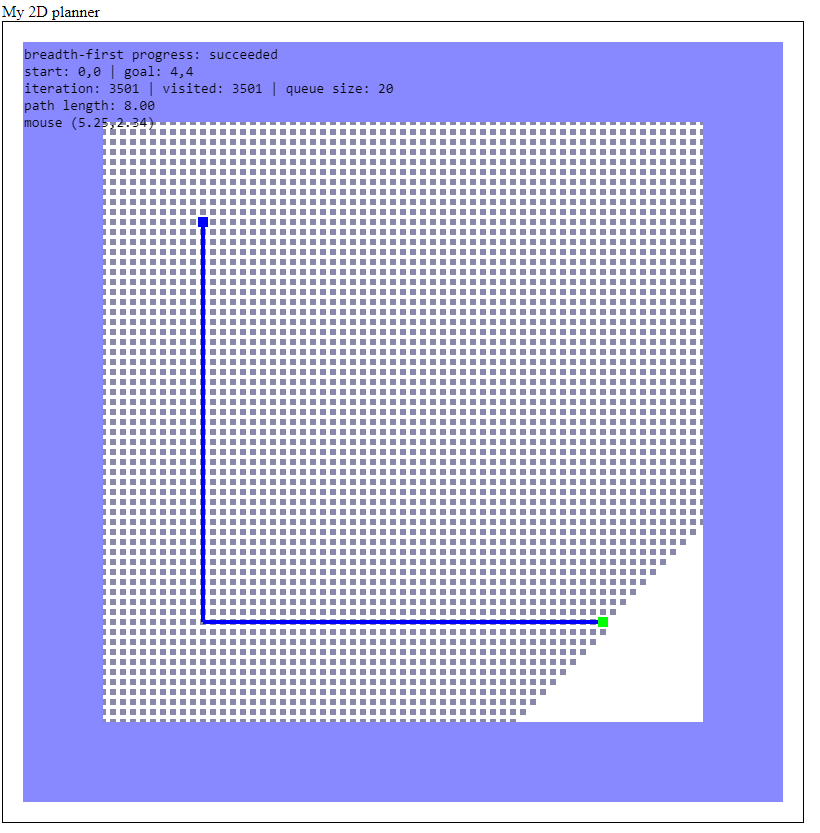 My 2D planner
breadth-first progress: succeeded
start: 0,0 | goal: 4,4
iteration: 3501 | visited: 3501 | queue size: 20
path length: 8.00
mouse (5.25,2.34)